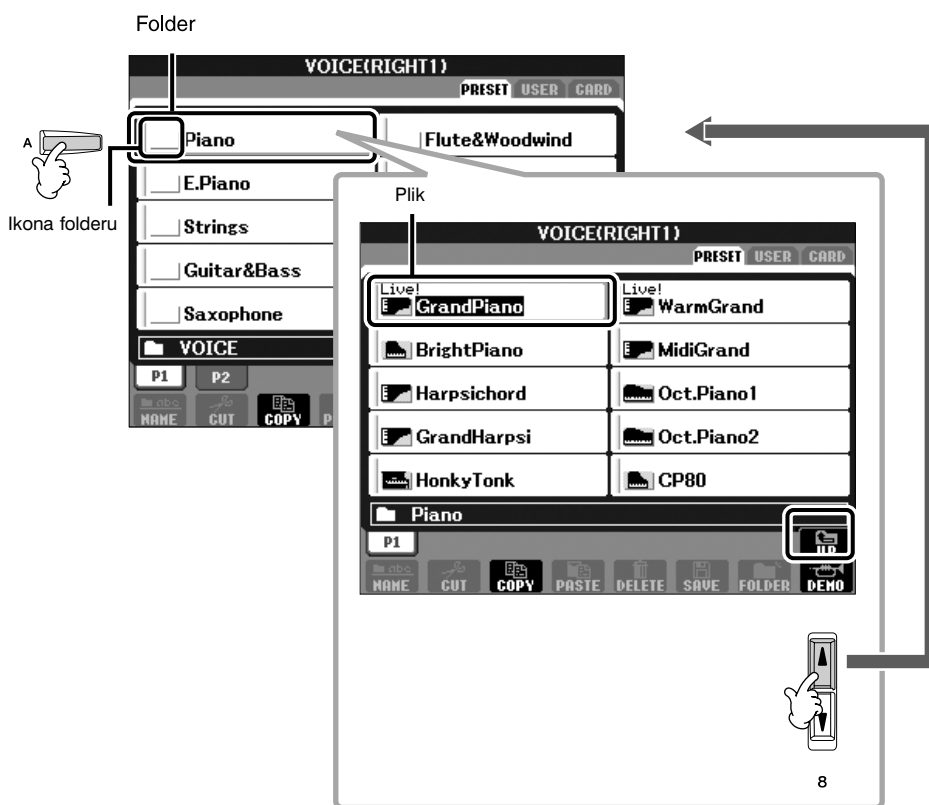 Folder
VOICE(RIGHT1)
PRESET USER CARD
A
Piano
Flute&Woodwind
E.Piano
Ikona folderu
Strings
Guitar&Bass
Saxophone
VOICE
P1 P2
NAME CUT COPY P
Plik
VOICE(RIGHT1)
PRESET USER CARD
Live! Live!
GrandPiano WarmGrand
BrightPiano MidiGrand
Harpsichord Oct.Piano1
GrandHarpsi Oct.Piano2
HonkyTonk CP80
Piano
P1 UP
NAME CUT COPY PASTE DELETE SAVE FOLDER DEMO
8